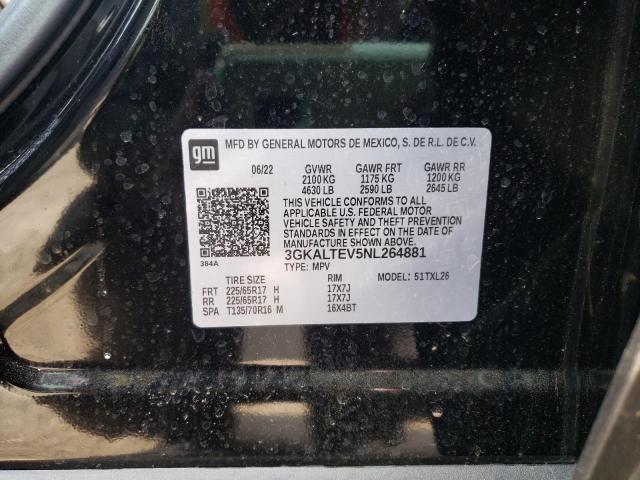 gm
MFD BY GENERAL MOTORS DE MEXICO, S. DE R.L. DE C.V.
06/22 GVWR GAWR FRT GAWR RR
2100 KG 1175 KG 1200 KG
4630 LB 2590 LB 2645 LB
THIS VEHICLE CONFORMS TO ALL
APPLICABLE U.S. FEDERAL MOTOR
VEHICLE SAFETY AND THEFT PREVENTION
STANDARDS IN EFFECT ON THE DATE OF
MANUFACTURE SHOWN ABOVE.
384A
3GKALTEV5NL264881
TYPE: MPV
TIRE SIZE RIM MODEL: 51TXL26
FRT 225/65R17 H 17X7J
RR 225/65R17 H 17X7J
SPA T135/70R16 M 16X4BT